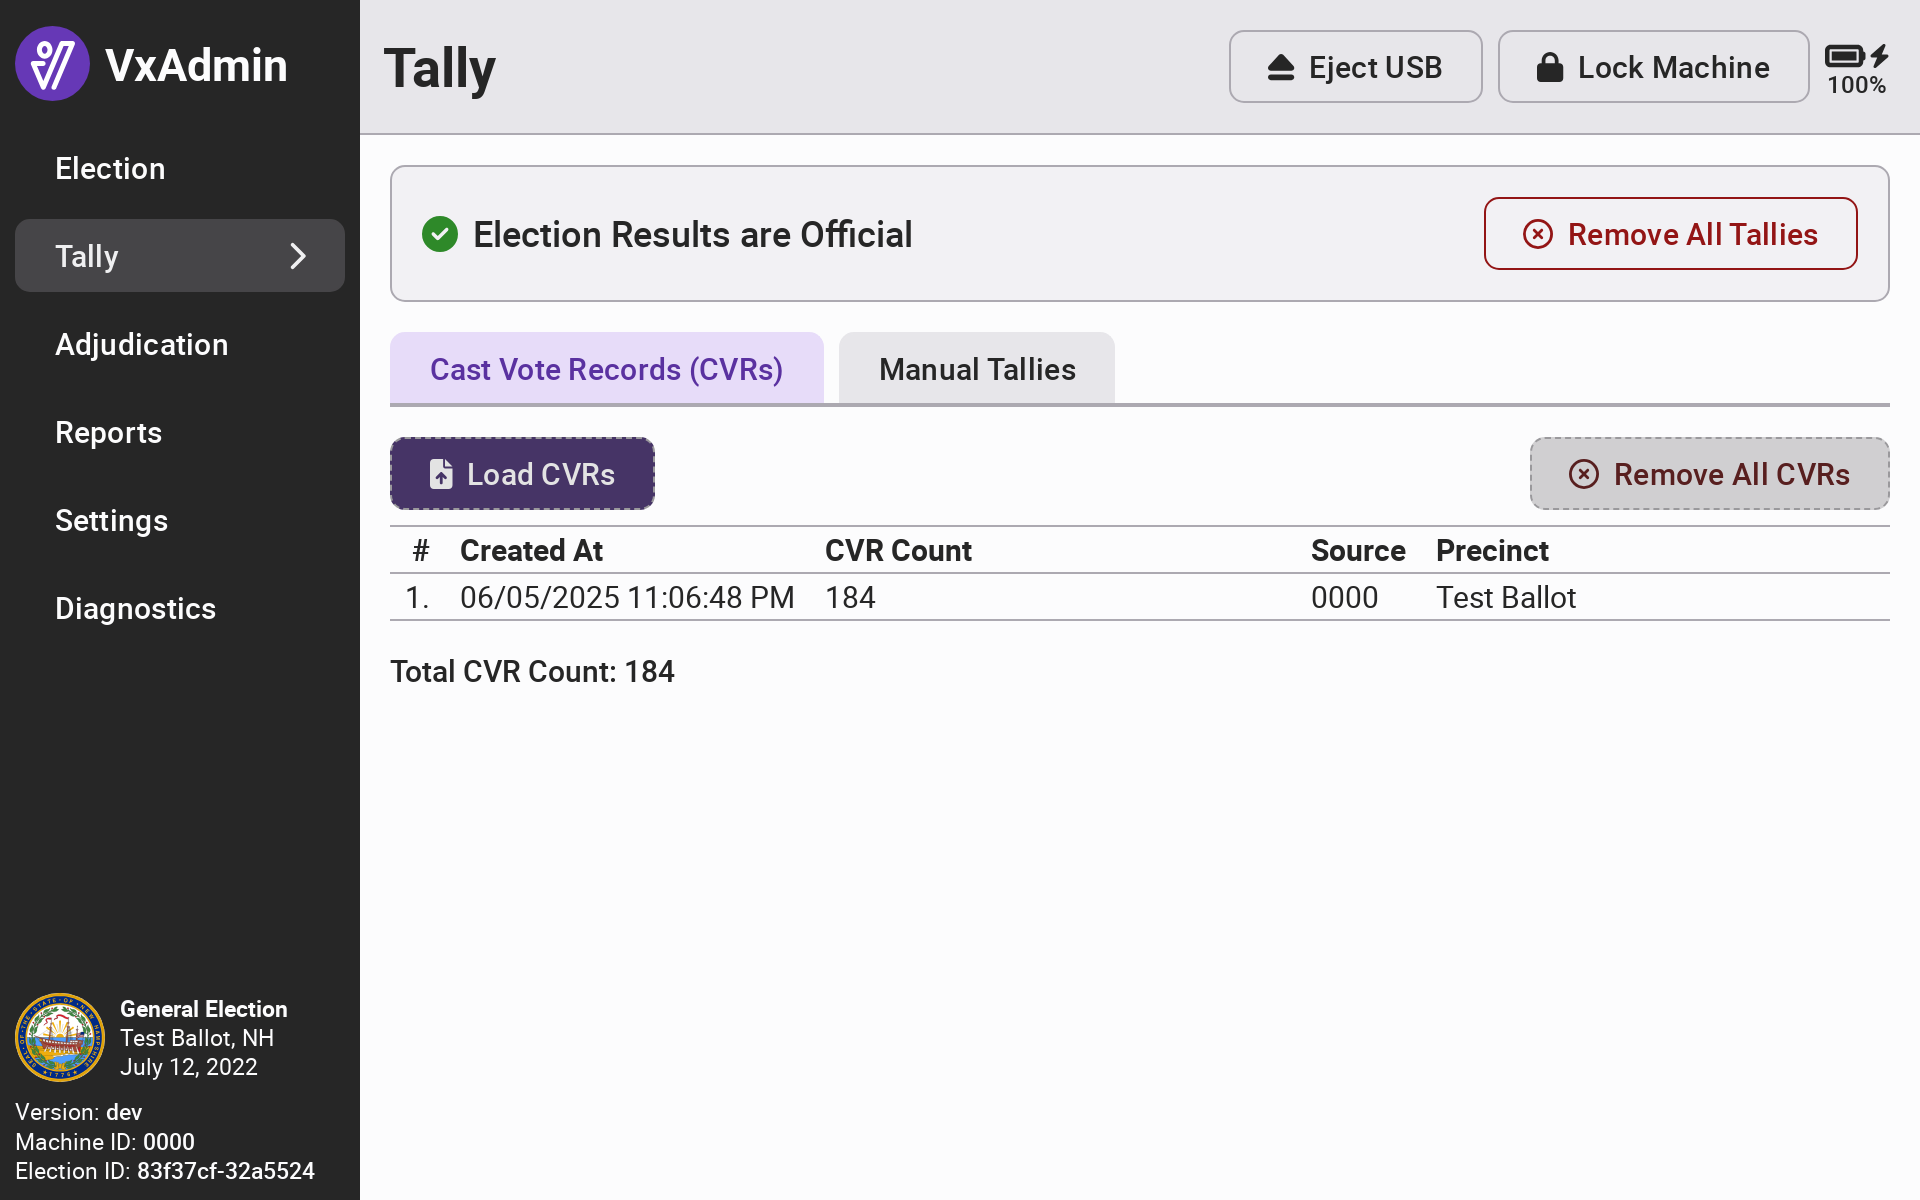 VxAdmin
Election
Tally
Adjudication
Reports
Settings
Diagnostics
General Election
Test Ballot, NH
July 12, 2022
Version: dev
Machine ID: 0000
Election ID: 83f37cf-32a5524
Tally
Eject USB
Lock Machine
100%
Election Results are Official
Remove All Tallies
Cast Vote Records (CVRs)
Manual Tallies
Load CVRs
Remove All CVRs
# Created At CVR Count Source Precinct
1. 06/05/2025 11:06:48 PM 184 0000 Test Ballot
Total CVR Count: 184